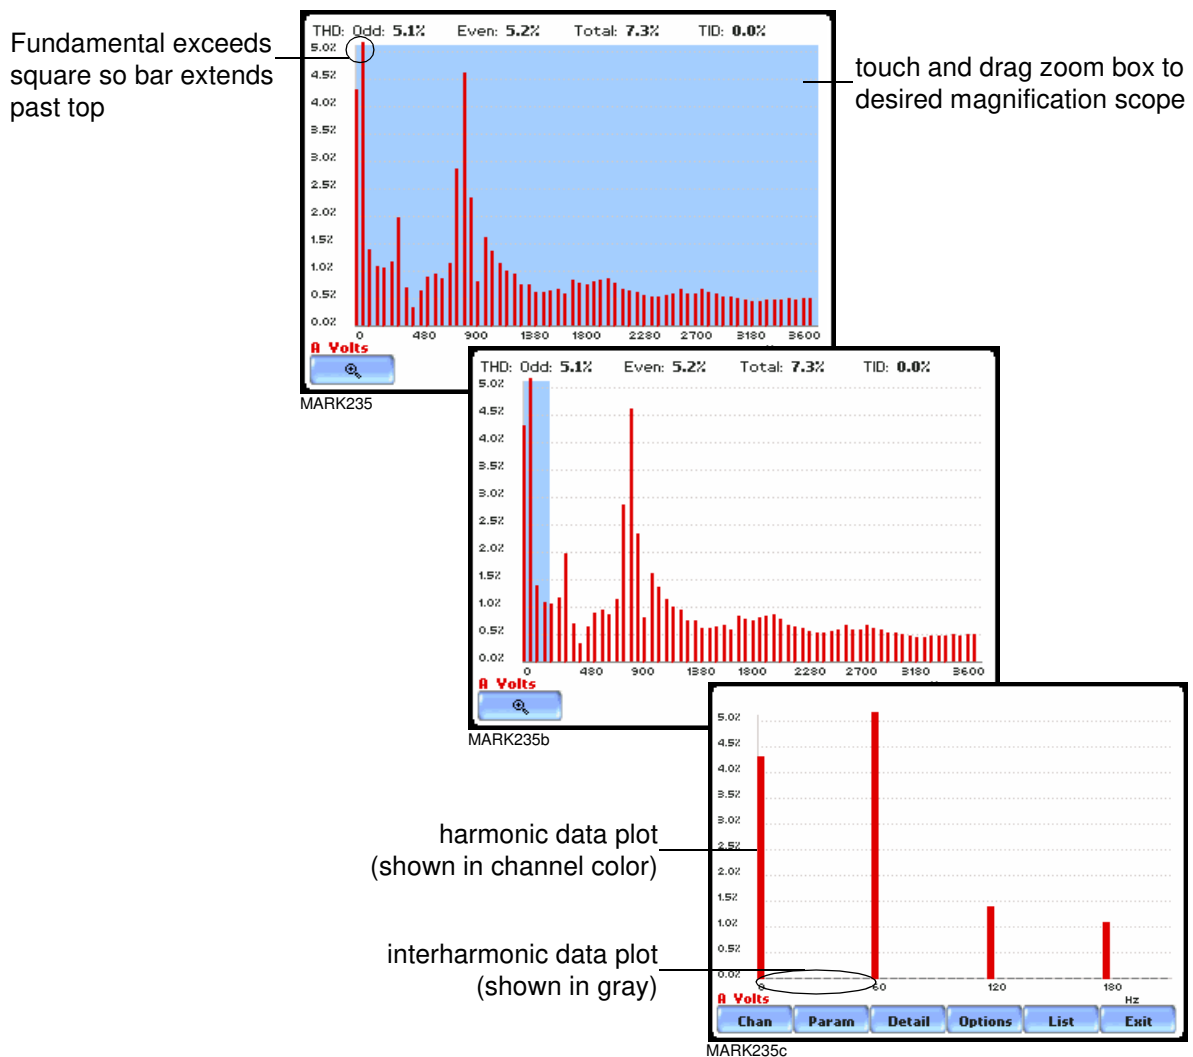 Fundamental exceeds
square so bar extends
past top
THD: Odd: 5.1% Even: 5.2% Total: 7.3% TID: 0.0%
5.0%
4.5%
4.0%
3.5%
3.0%
2.5%
2.0%
1.5%
1.0%
0.5%
0.0%
0 480 900 1380 1800 2280 2700 3180 3600
A Volts
MARK235
touch and drag zoom box to
desired magnification scope
THD: Odd: 5.1% Even: 5.2% Total: 7.3% TID: 0.0%
5.0%
4.5%
4.0%
3.5%
3.0%
2.5%
2.0%
1.5%
1.0%
0.5%
0.0%
0 480 900 1380 1800 2280 2700 3180 3600
A Volts
MARK235b
harmonic data plot
(shown in channel color)
interharmonic data plot
(shown in gray)
5.0%
4.5%
4.0%
3.5%
3.0%
2.5%
2.0%
1.5%
1.0%
0.5%
0.0%
0 60 120 180
A Volts Hz
Chan Param Detail Options List Exit
MARK235c